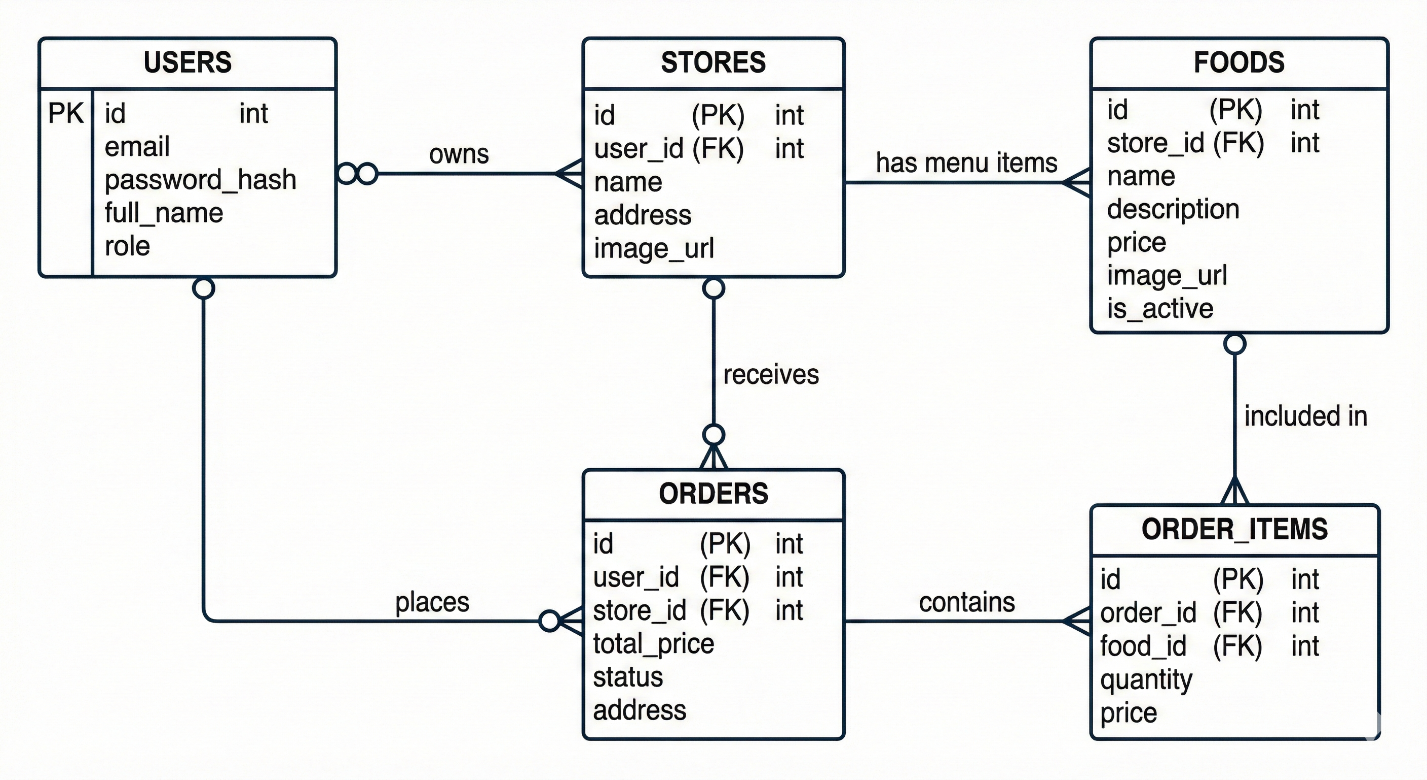 USERS
PK id int
email
password_hash
full_name
role
owns
STORES
id (PK) int
user_id (FK) int
name
address
image_url
has menu items
FOODS
id (PK) int
store_id (FK) int
name
description
price
image_url
is_active
receives
included in
places
ORDERS
id (PK) int
user_id (FK) int
store_id (FK) int
total_price
status
address
contains
ORDER_ITEMS
id (PK) int
order_id (FK) int
food_id (FK) int
quantity
price